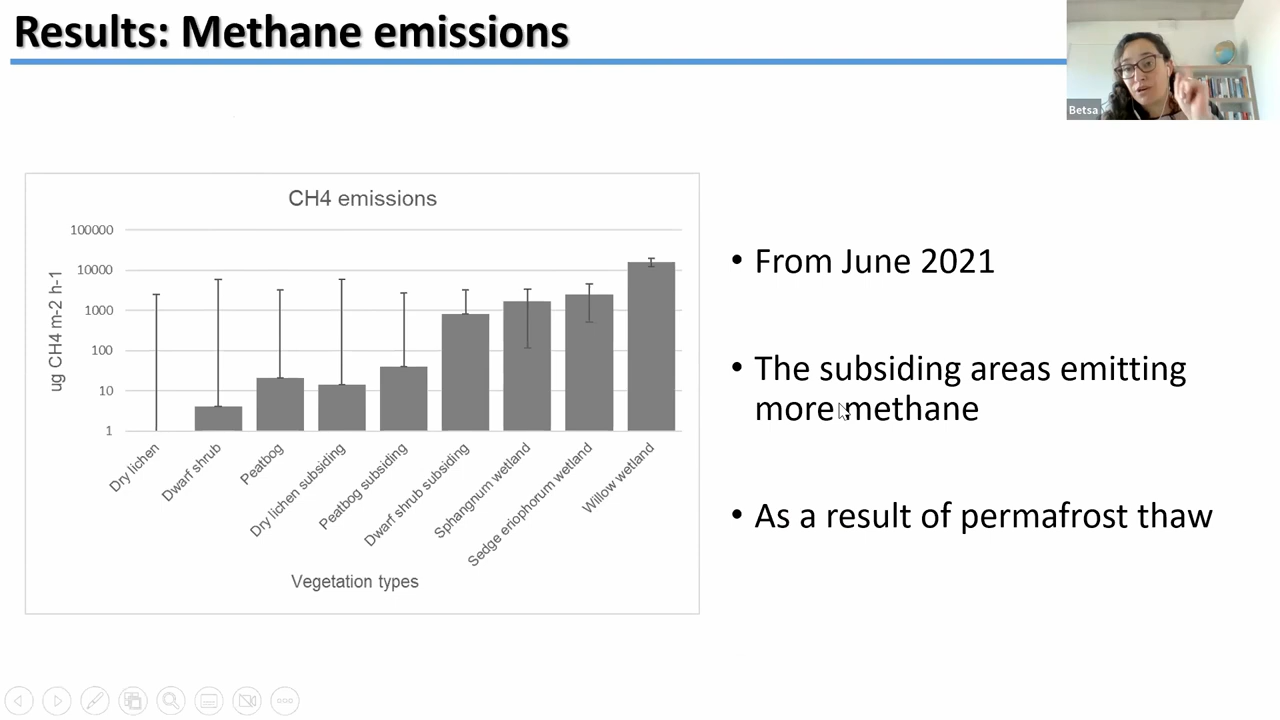 Results: Methane emissions
Betsa
CH4 emissions
ug CH4 m-2 h-1
100000
10000
1000
100
10
1
Dry lichen
Dwarf shrub
Peatbog
Dry lichen subsiding
Peatbog subsiding
Dwarf shrub subsiding
Sphangnum wetland
Sedge eriophorum wetland
Willow wetland
Vegetation types
• From June 2021
• The subsiding areas emitting
more methane
• As a result of permafrost thaw